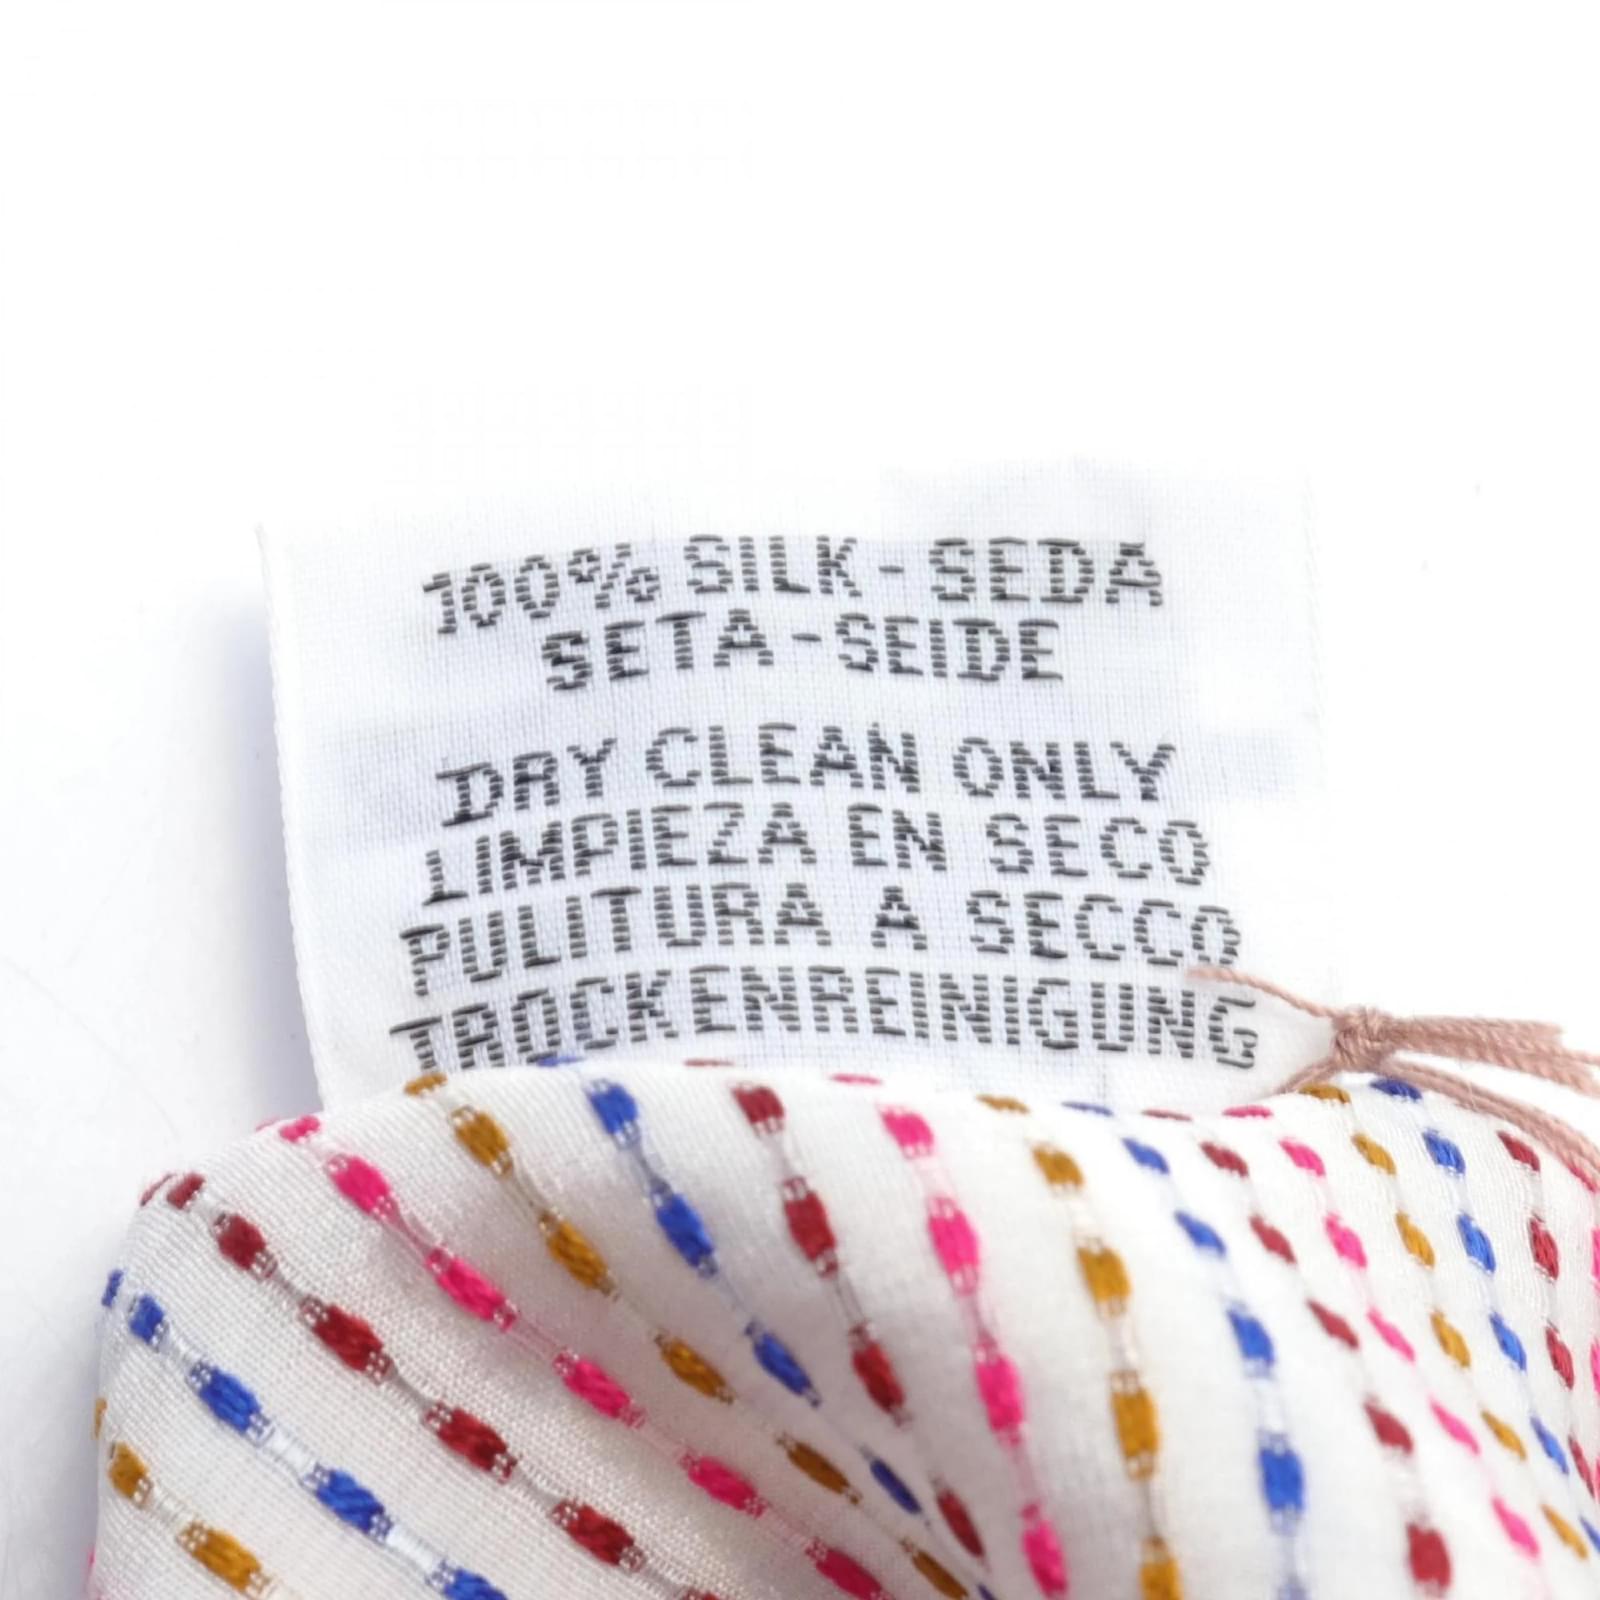 100% SILK - SEDA
SETA - SEIDE
DRY CLEAN ONLY
LIMPIEZA EN SECO
PULITURA A SECCO
TROCKENREINIGUNG